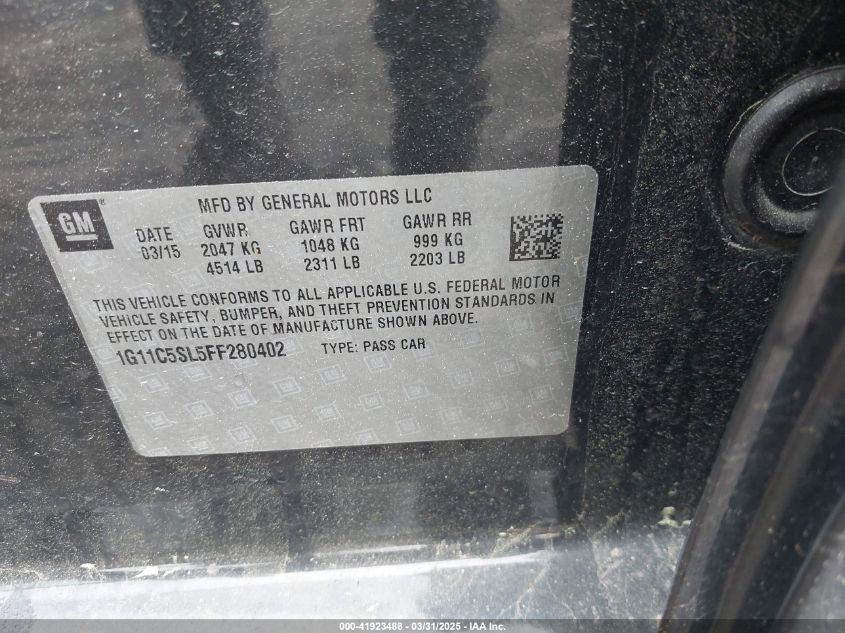 MFD BY GENERAL MOTORS LLC
GM
DATE GVWR GAWR FRT GAWR RR
03/15 2047 KG 1048 KG 999 KG
4514 LB 2311 LB 2203 LB
THIS VEHICLE CONFORMS TO ALL APPLICABLE U.S. FEDERAL MOTOR
VEHICLE SAFETY, BUMPER, AND THEFT PREVENTION STANDARDS IN
EFFECT ON THE DATE OF MANUFACTURE SHOWN ABOVE.
1G11C5SL5FF280402 TYPE: PASS CAR
000-41923488 - 03/31/2025 - IAA Inc.